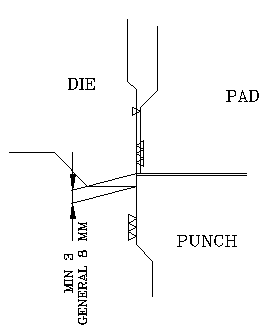 DIE
PAD
PUNCH
MIN 3
GENERAL 8 MM